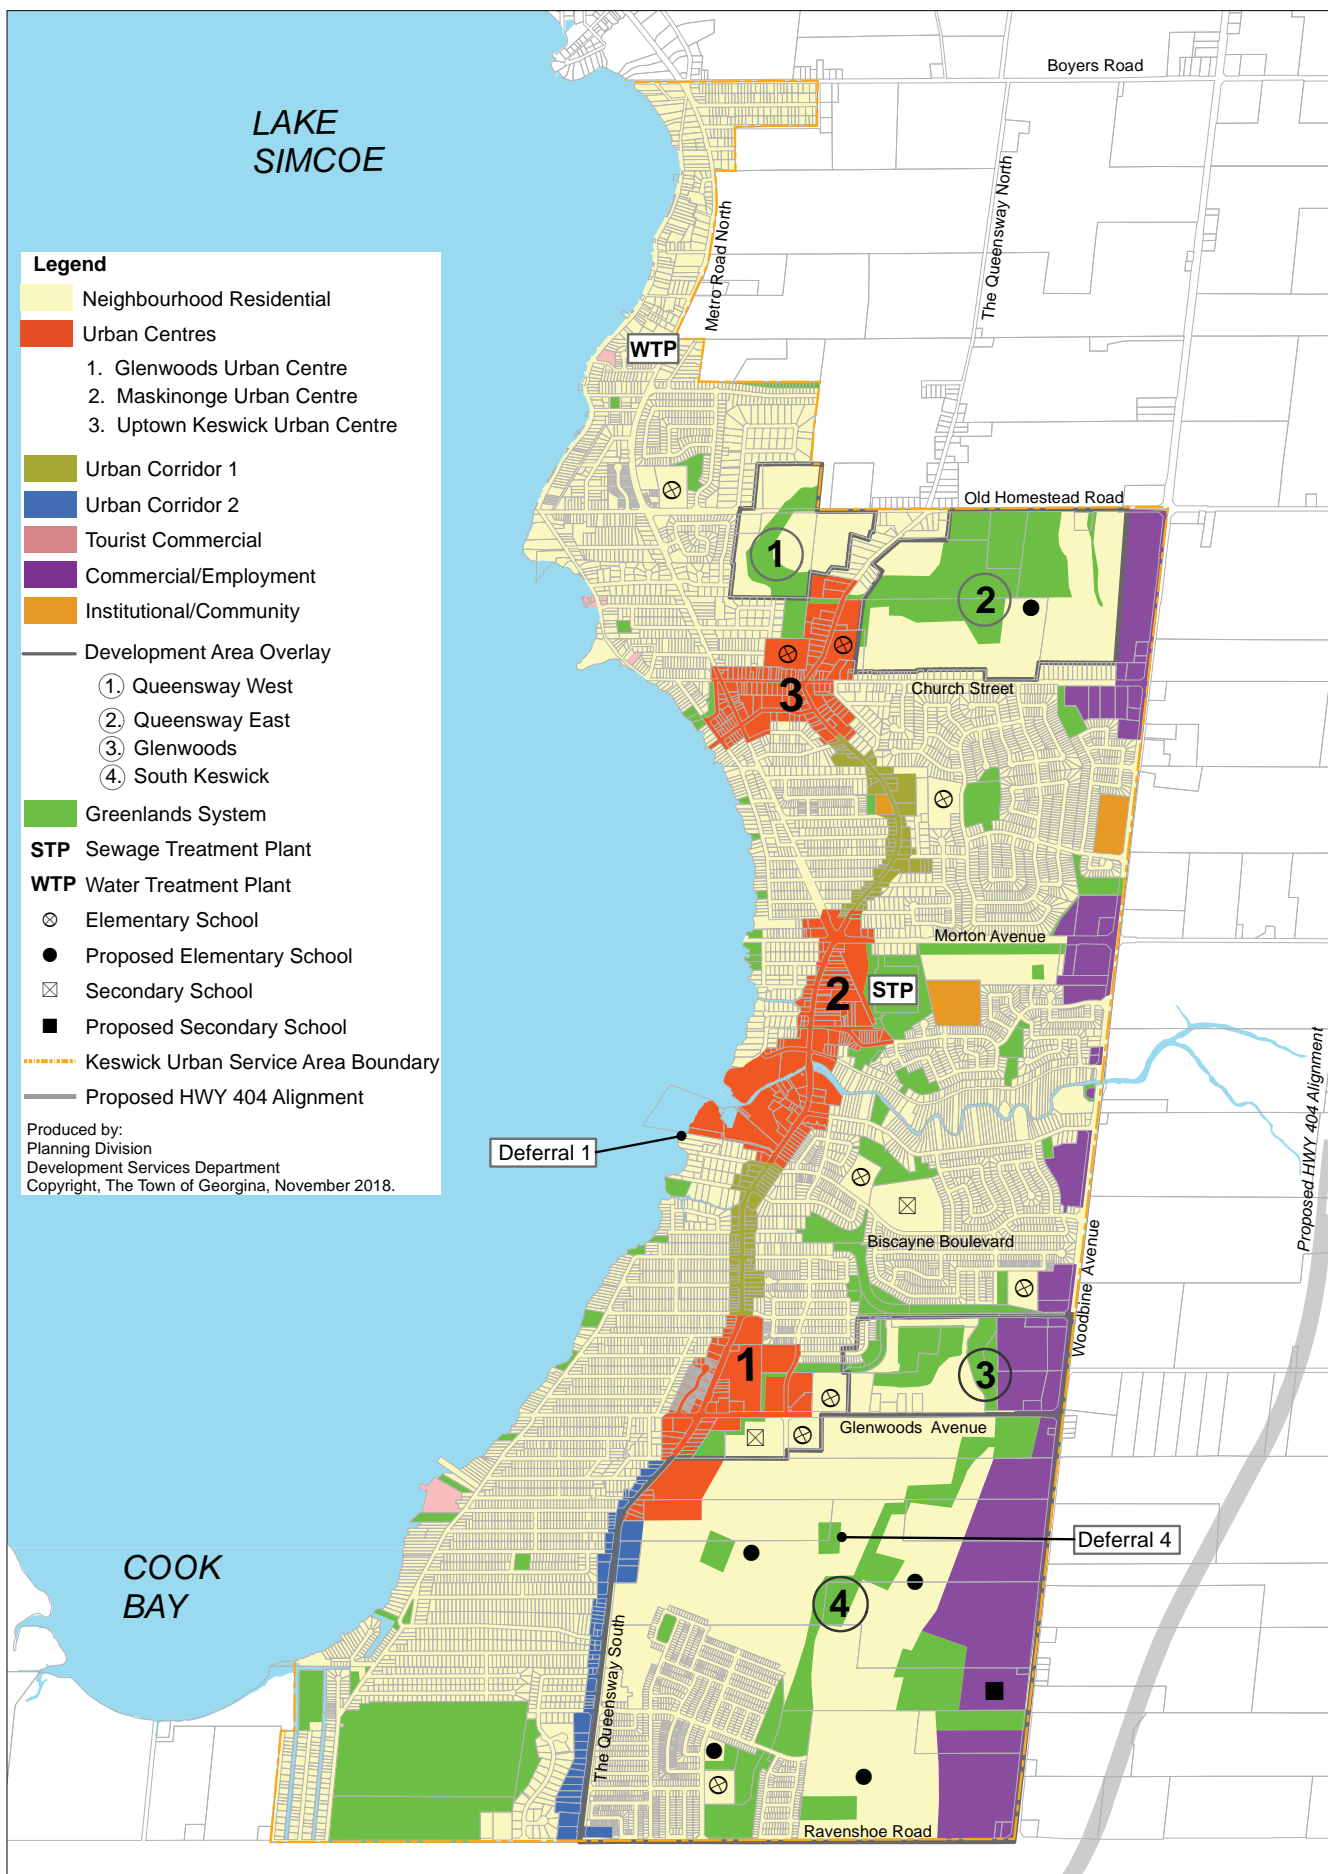 Boyers Road
LAKE
SIMCOE
The Queensway North
Metro Road North
Legend
Neighbourhood Residential
Urban Centres
1. Glenwoods Urban Centre
2. Maskinonge Urban Centre
3. Uptown Keswick Urban Centre
Urban Corridor 1
Urban Corridor 2
Tourist Commercial
Commercial/Employment
Institutional/Community
Development Area Overlay
1. Queensway West
2. Queensway East
3. Glenwoods
4. South Keswick
Greenlands System
STP Sewage Treatment Plant
WTP Water Treatment Plant
Elementary School
Proposed Elementary School
Secondary School
Proposed Secondary School
Keswick Urban Service Area Boundary
Proposed HWY 404 Alignment
Produced by:
Planning Division
Development Services Department
Copyright, The Town of Georgina, November 2018.
WTP
Old Homestead Road
1
2
3
Church Street
Morton Avenue
2
STP
Proposed HWY 404 Alignment
Deferral 1
Biscayne Boulevard
Woodbine Avenue
1
3
Glenwoods Avenue
Deferral 4
COOK
BAY
4
The Queensway South
Ravenshoe Road